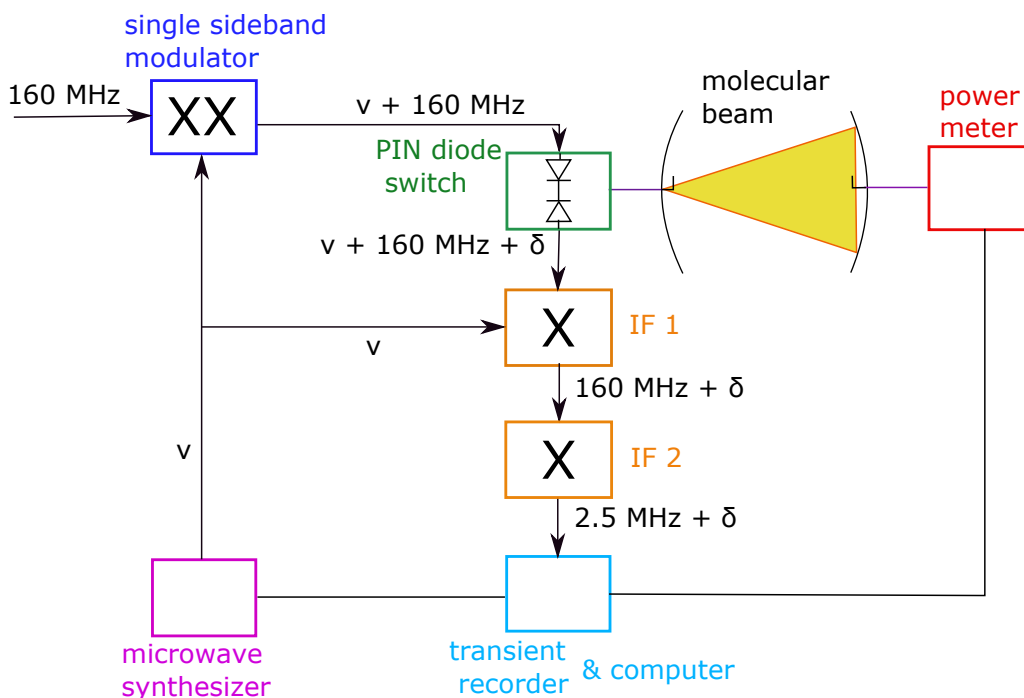 single sideband
modulator
160 MHz
XX
v + 160 MHz
PIN diode
switch
molecular
beam
power
meter
v + 160 MHz + δ
X
IF 1
v
160 MHz + δ
v
X
IF 2
2.5 MHz + δ
microwave
synthesizer
transient
recorder
& computer